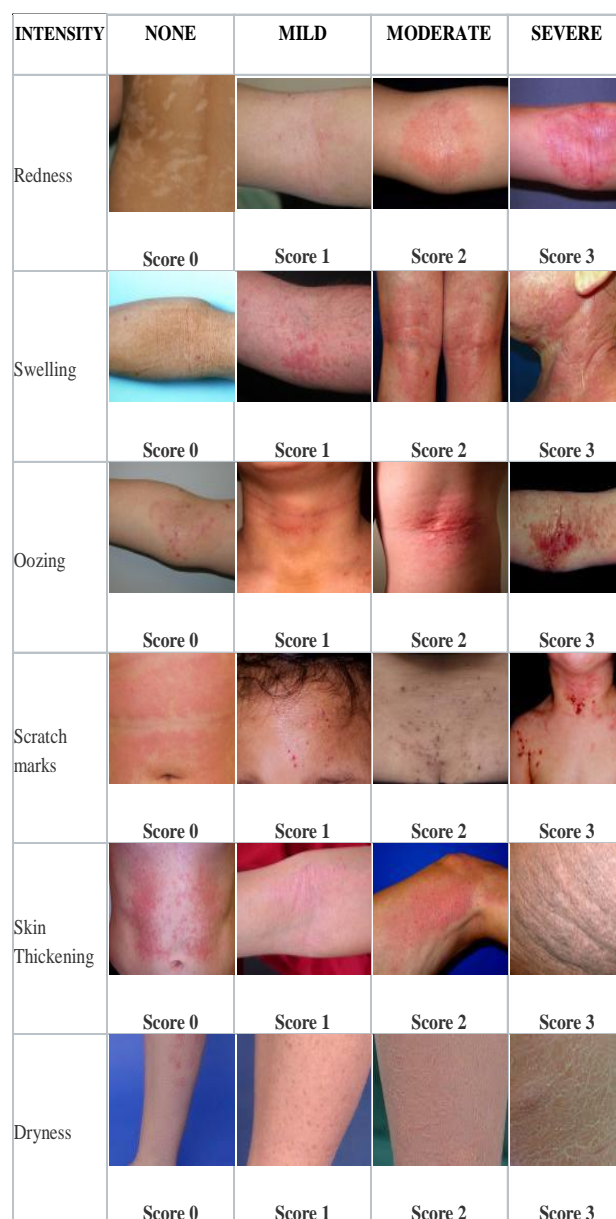 INTENSITY NONE MILD MODERATE SEVERE
Redness
Score 0 Score 1 Score 2 Score 3
Swelling
Score 0 Score 1 Score 2 Score 3
Oozing
Score 0 Score 1 Score 2 Score 3
Scratch
marks
Score 0 Score 1 Score 2 Score 3
Skin
Thickening
Score 0 Score 1 Score 2 Score 3
Dryness
Score 0 Score 1 Score 2 Score 3